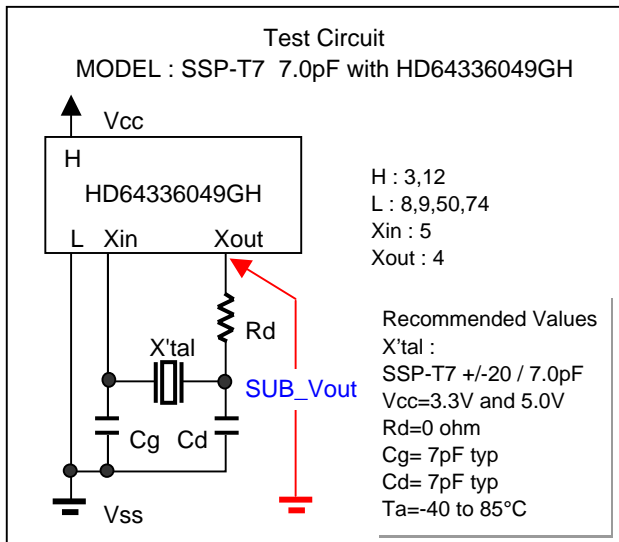 Test Circuit
MODEL : SSP-T7 7.0pF with HD64336049GH
Vcc
H
HD64336049GH
L Xin Xout
H : 3,12
L : 8,9,50,74
Xin : 5
Xout : 4
Rd
X'tal
SUB_Vout
Cg Cd
Vss
Recommended Values
X'tal :
SSP-T7 +/-20 / 7.0pF
Vcc=3.3V and 5.0V
Rd=0 ohm
Cg= 7pF typ
Cd= 7pF typ
Ta=-40 to 85°C